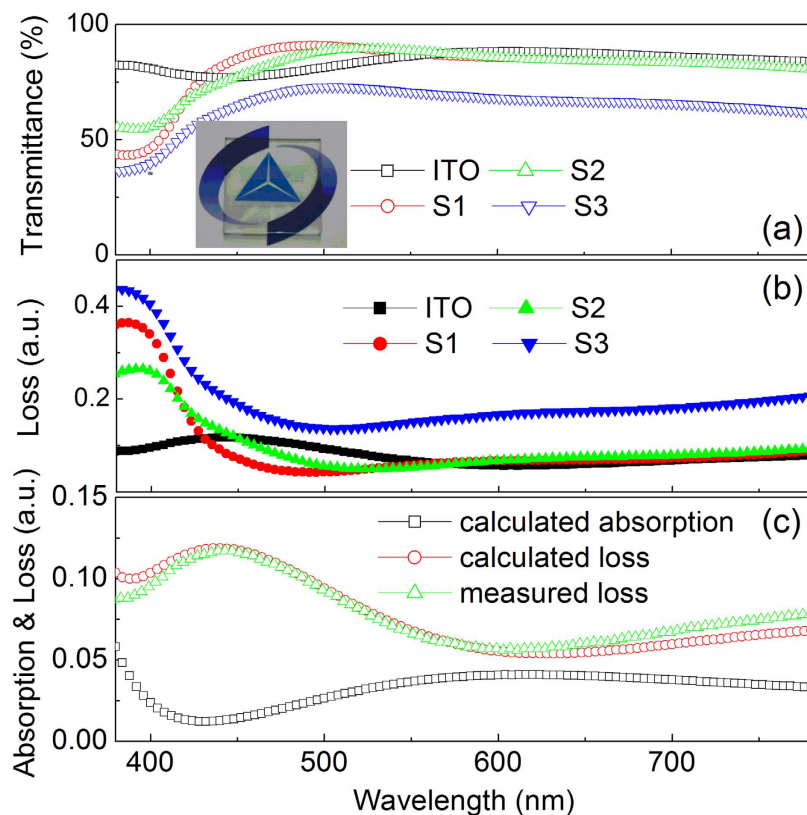 Transmittance (%)
100
50
0
ITO
S1
S2
S3
(a)
Loss (a.u.)
0.4
0.2
ITO
S1
S2
S3
(b)
Absorption & Loss (a.u.)
0.15
0.10
0.05
0.00
calculated absorption
calculated loss
measured loss
(c)
400
500
600
700
Wavelength (nm)